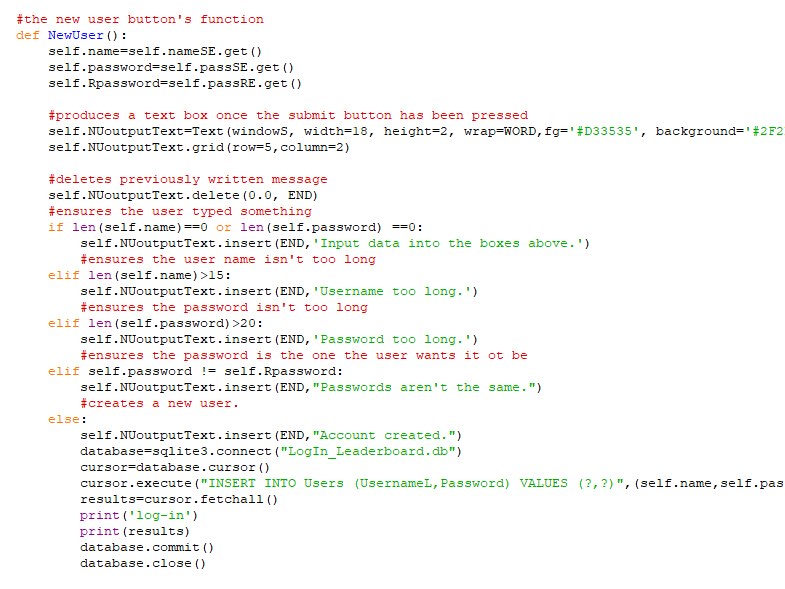 #the new user button's function
def NewUser():
    self.name=self.nameSE.get()
    self.password=self.passSE.get()
    self.Rpassword=self.passRE.get()

    #produces a text box once the submit button has been pressed
    self.NUoutputText=Text(windowS, width=18, height=2, wrap=WORD,fg='#D33535', background='#2F2
    self.NUoutputText.grid(row=5,column=2)

    #deletes previously written message
    self.NUoutputText.delete(0.0, END)
    #ensures the user typed something
    if len(self.name)==0 or len(self.password) ==0:
        self.NUoutputText.insert(END,'Input data into the boxes above.')
        #ensures the user name isn't too long
    elif len(self.name)>15:
        self.NUoutputText.insert(END,'Username too long.')
        #ensures the password isn't too long
    elif len(self.password)>20:
        self.NUoutputText.insert(END,'Password too long.')
        #ensures the password is the one the user wants it ot be
    elif self.password != self.Rpassword:
        self.NUoutputText.insert(END,"Passwords aren't the same.")
        #creates a new user.
    else:
        self.NUoutputText.insert(END,"Account created.")
        database=sqlite3.connect("LogIn_Leaderboard.db")
        cursor=database.cursor()
        cursor.execute("INSERT INTO Users (UsernameL,Password) VALUES (?,?)",(self.name,self.pas
        results=cursor.fetchall()
        print('log-in')
        print(results)
        database.commit()
        database.close()